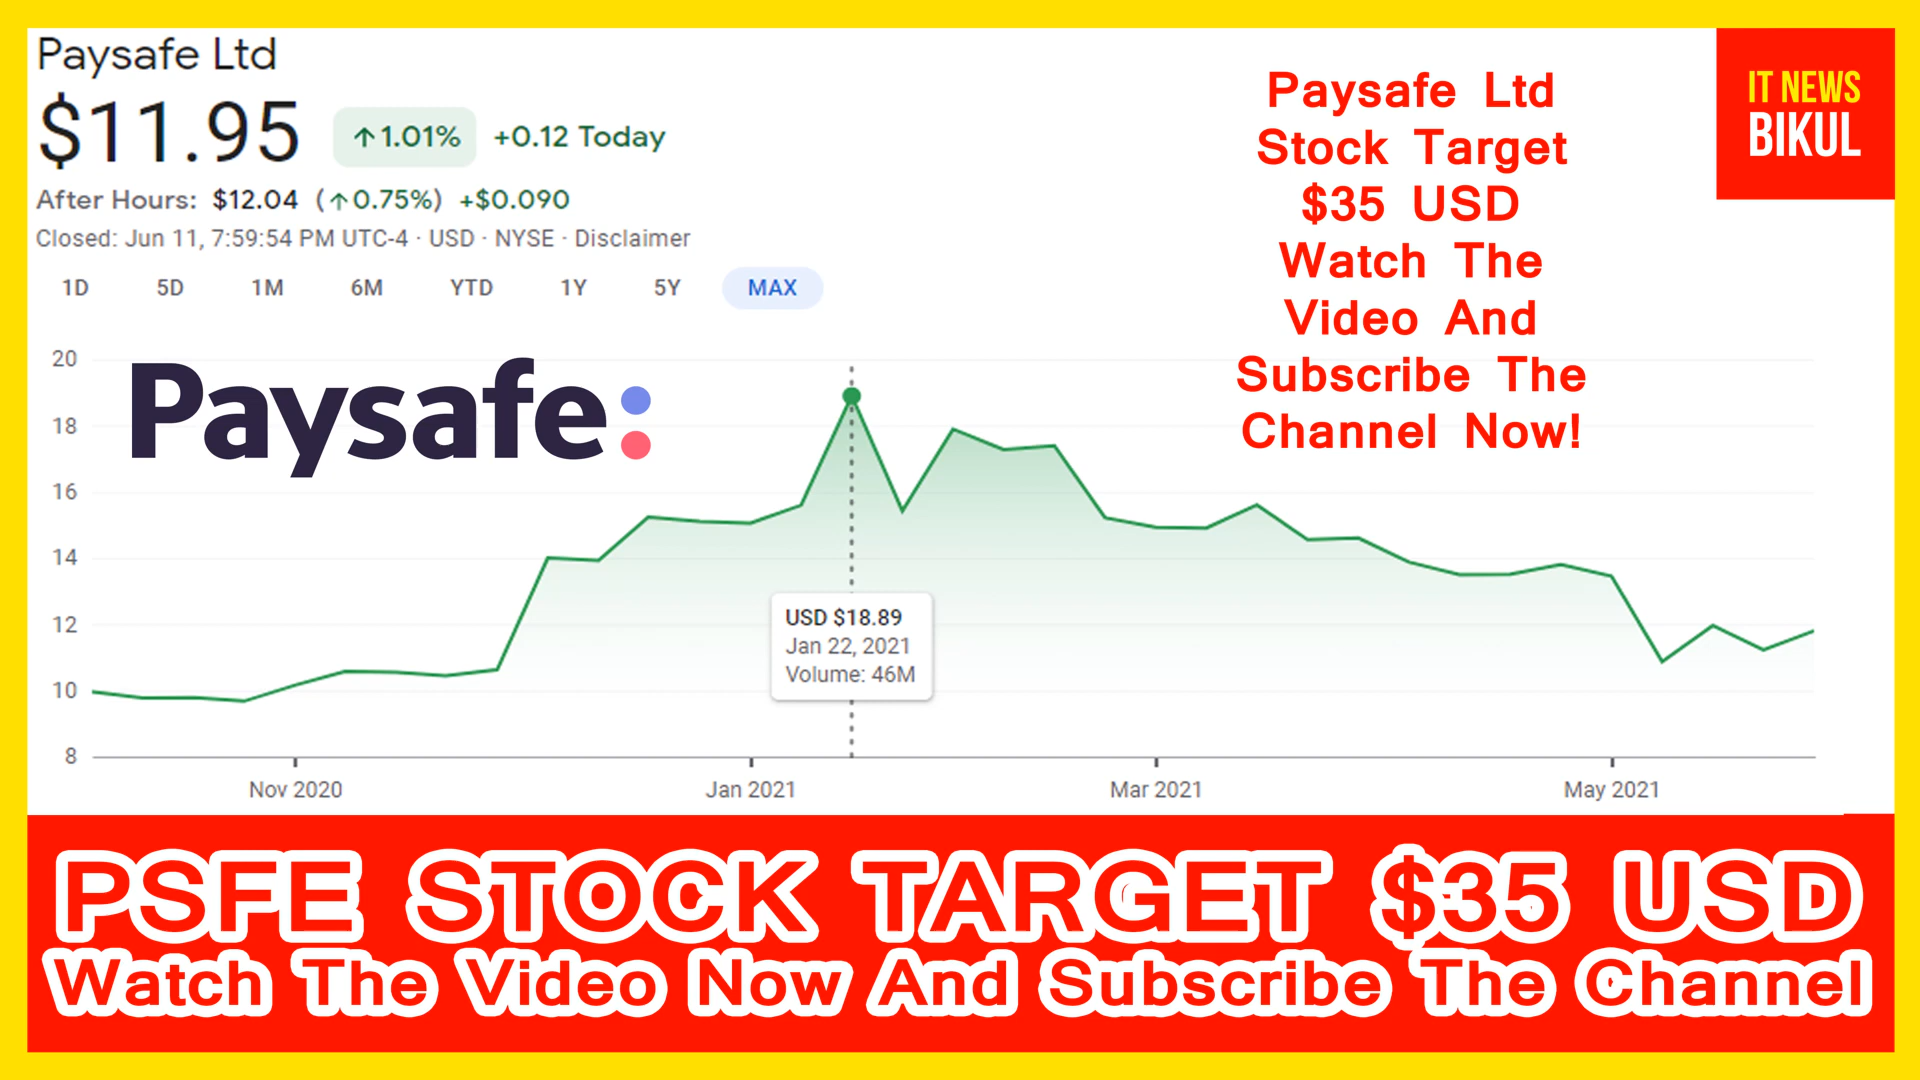 Paysafe Ltd
$11.95 ↑1.01% +0.12 Today
After Hours: $12.04 (↑0.75%) +$0.090
Closed: Jun 11, 7:59:54 PM UTC-4 · USD · NYSE · Disclaimer
1D 5D 1M 6M YTD 1Y 5Y MAX
Paysafe Ltd
Stock Target
$35 USD
Watch The
Video And
Subscribe The
Channel Now!
IT NEWS
BIKUL
Paysafe:
20
18
16
14
12
10
8
USD $18.89
Jan 22, 2021
Volume: 46M
Nov 2020 Jan 2021 Mar 2021 May 2021
PSFE STOCK TARGET $35 USD
Watch The Video Now And Subscribe The Channel